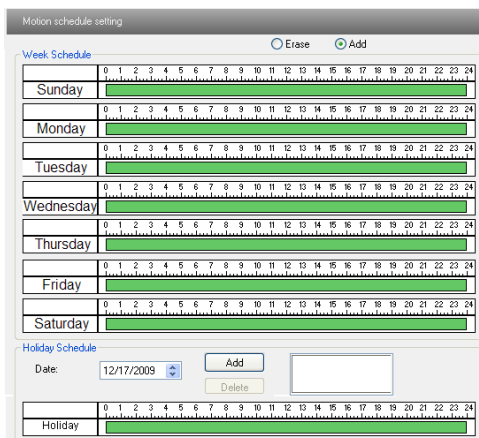 Motion schedule setting
Erase Add
Week Schedule
0 1 2 3 4 5 6 7 8 9 10 11 12 13 14 15 16 17 18 19 20 21 22 23 24
Sunday
0 1 2 3 4 5 6 7 8 9 10 11 12 13 14 15 16 17 18 19 20 21 22 23 24
Monday
0 1 2 3 4 5 6 7 8 9 10 11 12 13 14 15 16 17 18 19 20 21 22 23 24
Tuesday
0 1 2 3 4 5 6 7 8 9 10 11 12 13 14 15 16 17 18 19 20 21 22 23 24
Wednesday
0 1 2 3 4 5 6 7 8 9 10 11 12 13 14 15 16 17 18 19 20 21 22 23 24
Thursday
0 1 2 3 4 5 6 7 8 9 10 11 12 13 14 15 16 17 18 19 20 21 22 23 24
Friday
0 1 2 3 4 5 6 7 8 9 10 11 12 13 14 15 16 17 18 19 20 21 22 23 24
Saturday
Holiday Schedule
Date: 12/17/2009 Add
Delete
0 1 2 3 4 5 6 7 8 9 10 11 12 13 14 15 16 17 18 19 20 21 22 23 24
Holiday